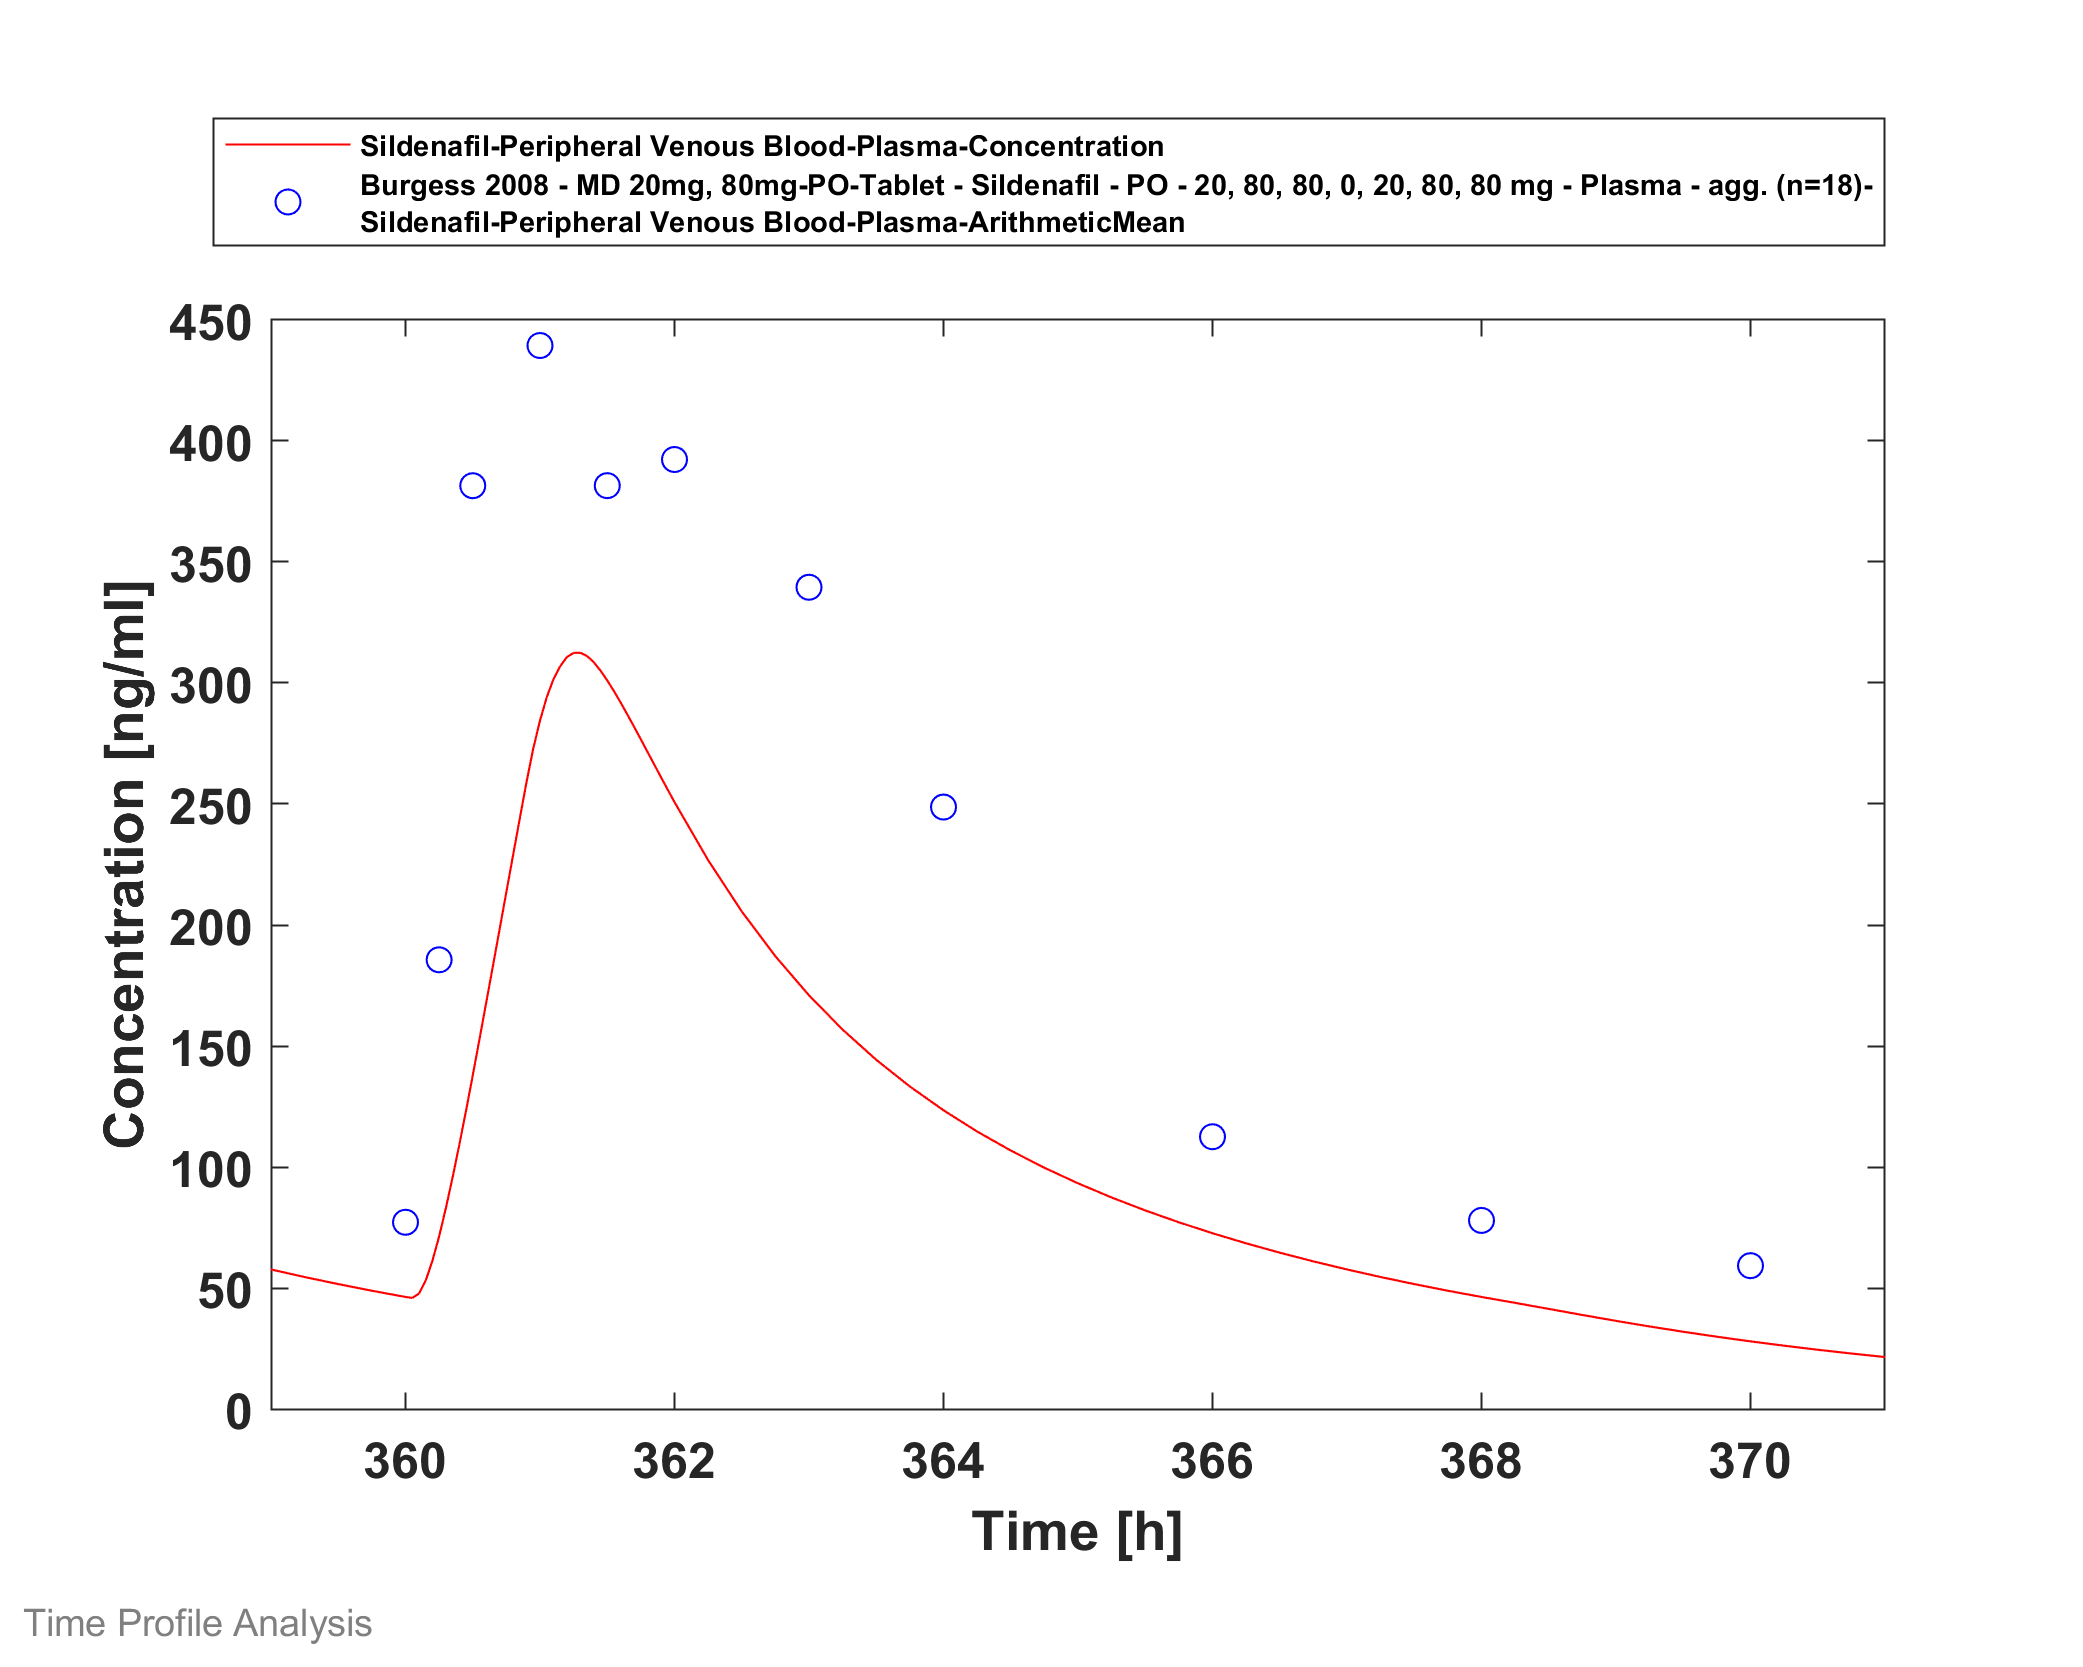 Sildenafil-Peripheral Venous Blood-Plasma-Concentration
Burgess 2008 - MD 20mg, 80mg-PO-Tablet - Sildenafil - PO - 20, 80, 80, 0, 20, 80, 80 mg - Plasma - agg. (n=18)-
Sildenafil-Peripheral Venous Blood-Plasma-ArithmeticMean
450
400
350
300
250
200
150
100
50
0
Concentration [ng/ml]
360 362 364 366 368 370
Time [h]
Time Profile Analysis